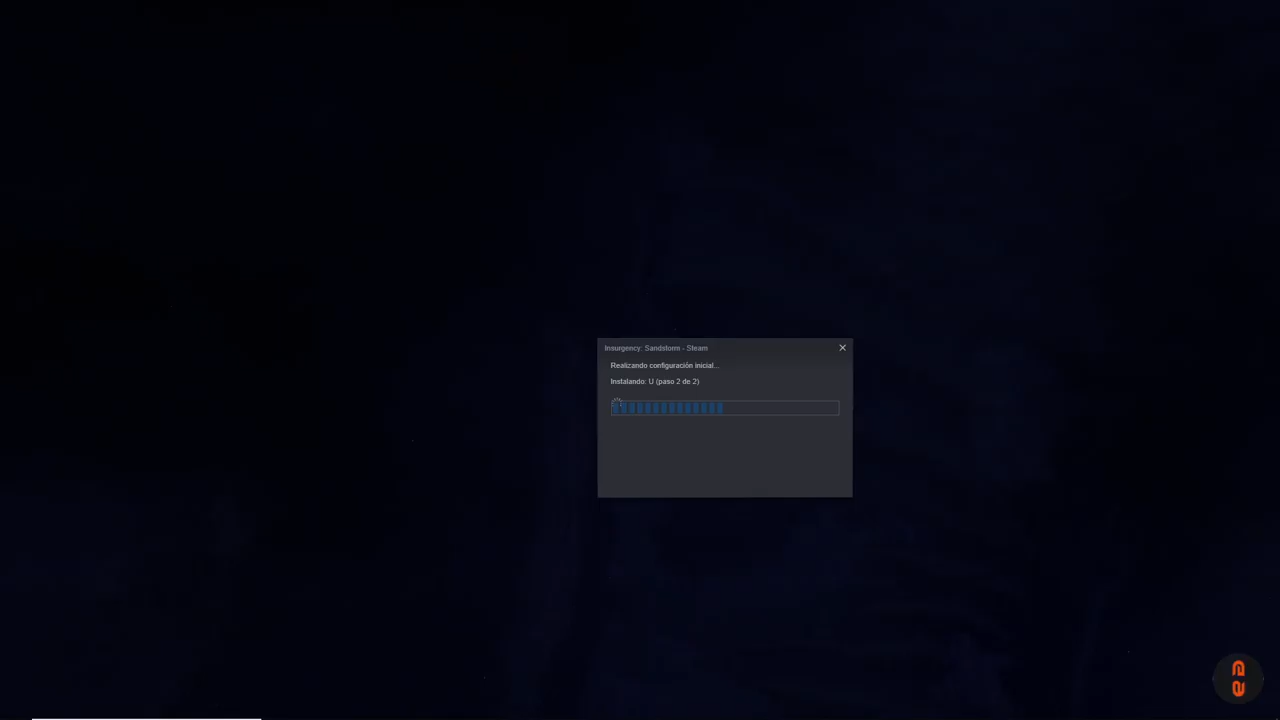 Insurgency: Sandstorm - Steam
Realizando configuración inicial...
Instalando: U (paso 2 de 2)